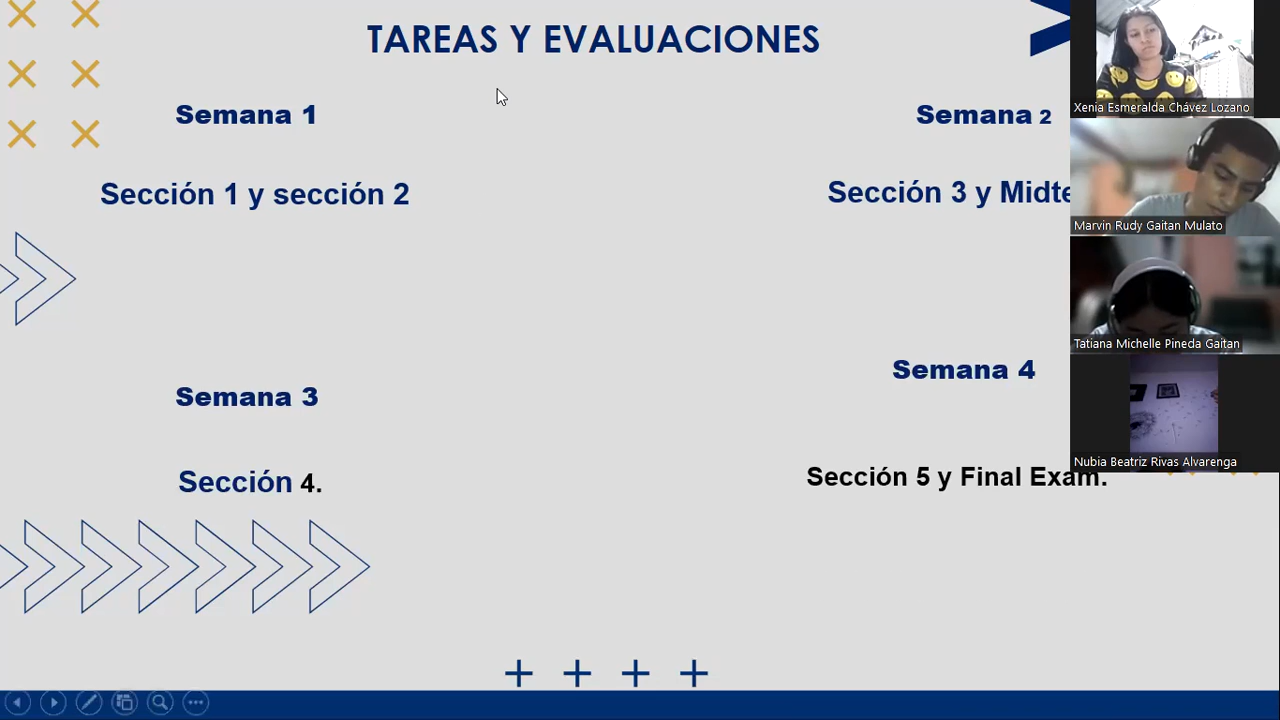 TAREAS Y EVALUACIONES
Semana 1
Semana 2
Sección 1 y sección 2
Sección 3 y Midte
Semana 3
Semana 4
Sección 4.
Sección 5 y Final Exam.
Xenia Esmeralda Chávez Lozano
Marvin Rudy Gaitan Mulato
Tatiana Michelle Pineda Gaitan
Nubia Beatriz Rivas Alvarenga